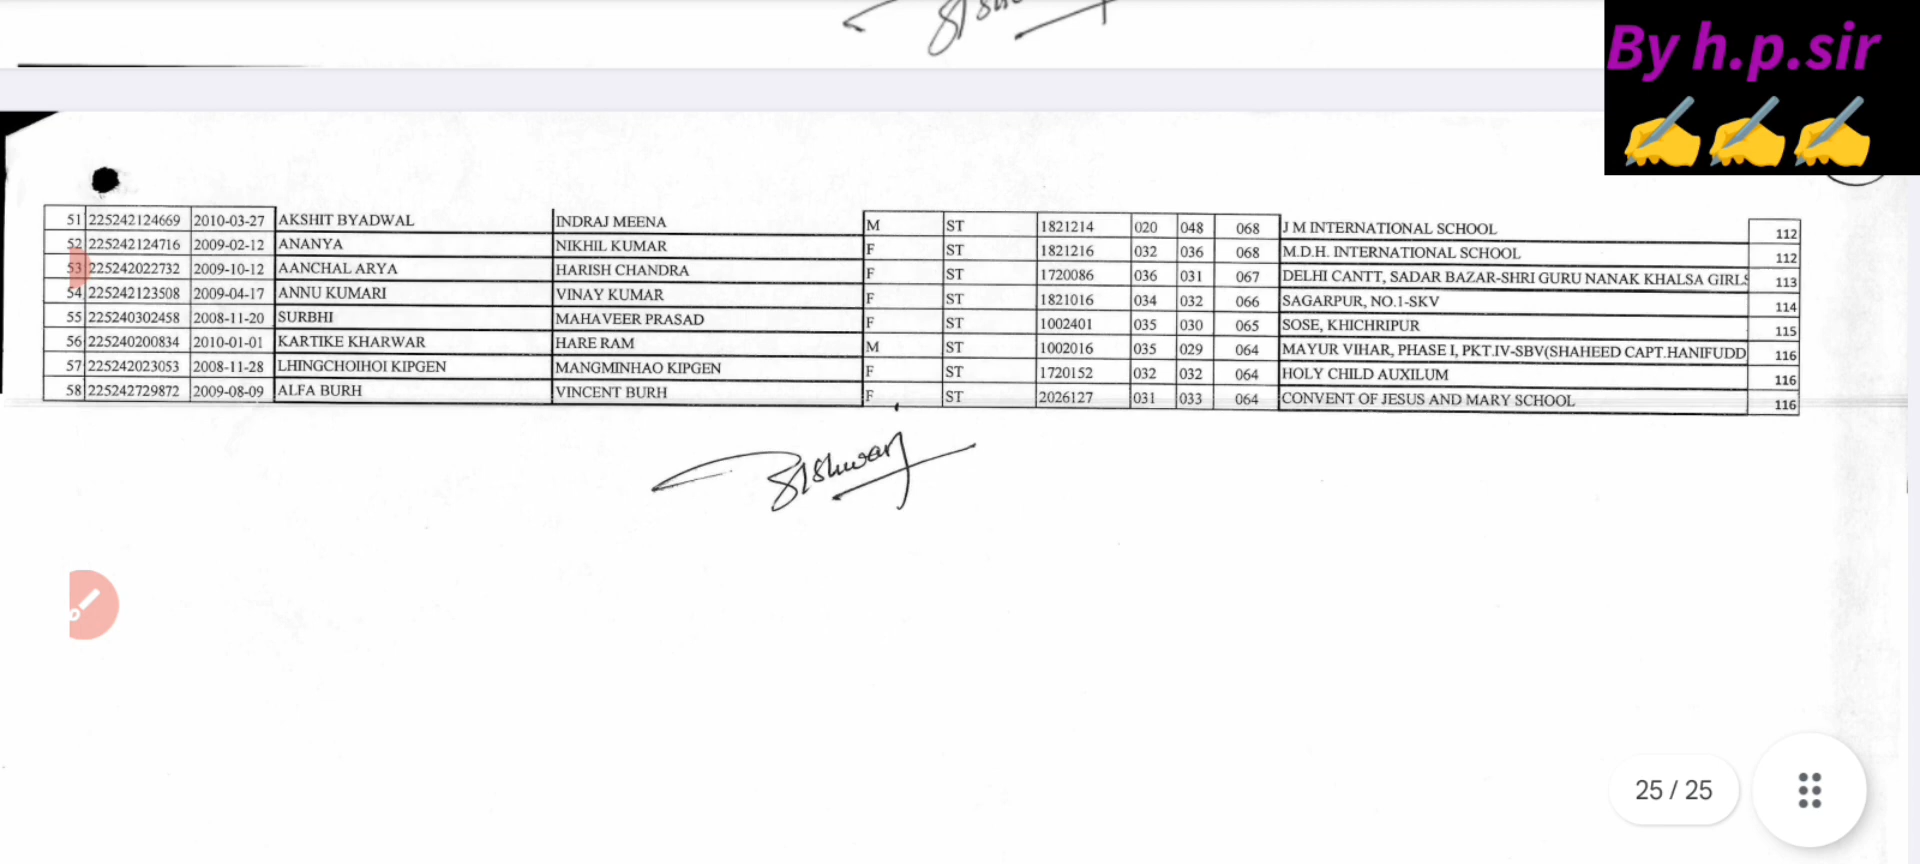 By h.p.sir
51 225242124669 2010-03-27 AKSHIT BYADWAL INDRAJ MEENA M ST 1821214 020 048 068 J M INTERNATIONAL SCHOOL 112
52 225242124716 2009-02-12 ANANYA NIKHIL KUMAR F ST 1821216 032 036 068 M.D.H. INTERNATIONAL SCHOOL 112
53 225242022732 2009-10-12 AANCHAL ARYA HARISH CHANDRA F ST 1720086 036 031 067 DELHI CANTT, SADAR BAZAR-SHRI GURU NANAK KHALSA GIRLS 113
54 225242123508 2009-04-17 ANNU KUMARI VINAY KUMAR F ST 1821016 034 032 066 SAGARPUR, NO.1-SKV 114
55 225240302458 2008-11-20 SURBHI MAHAVEER PRASAD F ST 1002401 035 030 065 SOSE, KHICHRIPUR 115
56 225240200834 2010-01-01 KARTIKE KHARWAR HARE RAM M ST 1002016 035 029 064 MAYUR VIHAR, PHASE I, PKT.IV-SBV(SHAHEED CAPT.HANIFUDD 116
57 225242023053 2008-11-28 LHINGCHOIHOI KIPGEN MANGMINHAO KIPGEN F ST 1720152 032 032 064 HOLY CHILD AUXILUM 116
58 225242729872 2009-08-09 ALFA BURH VINCENT BURH F ST 2026127 031 033 064 CONVENT OF JESUS AND MARY SCHOOL 116
25 / 25